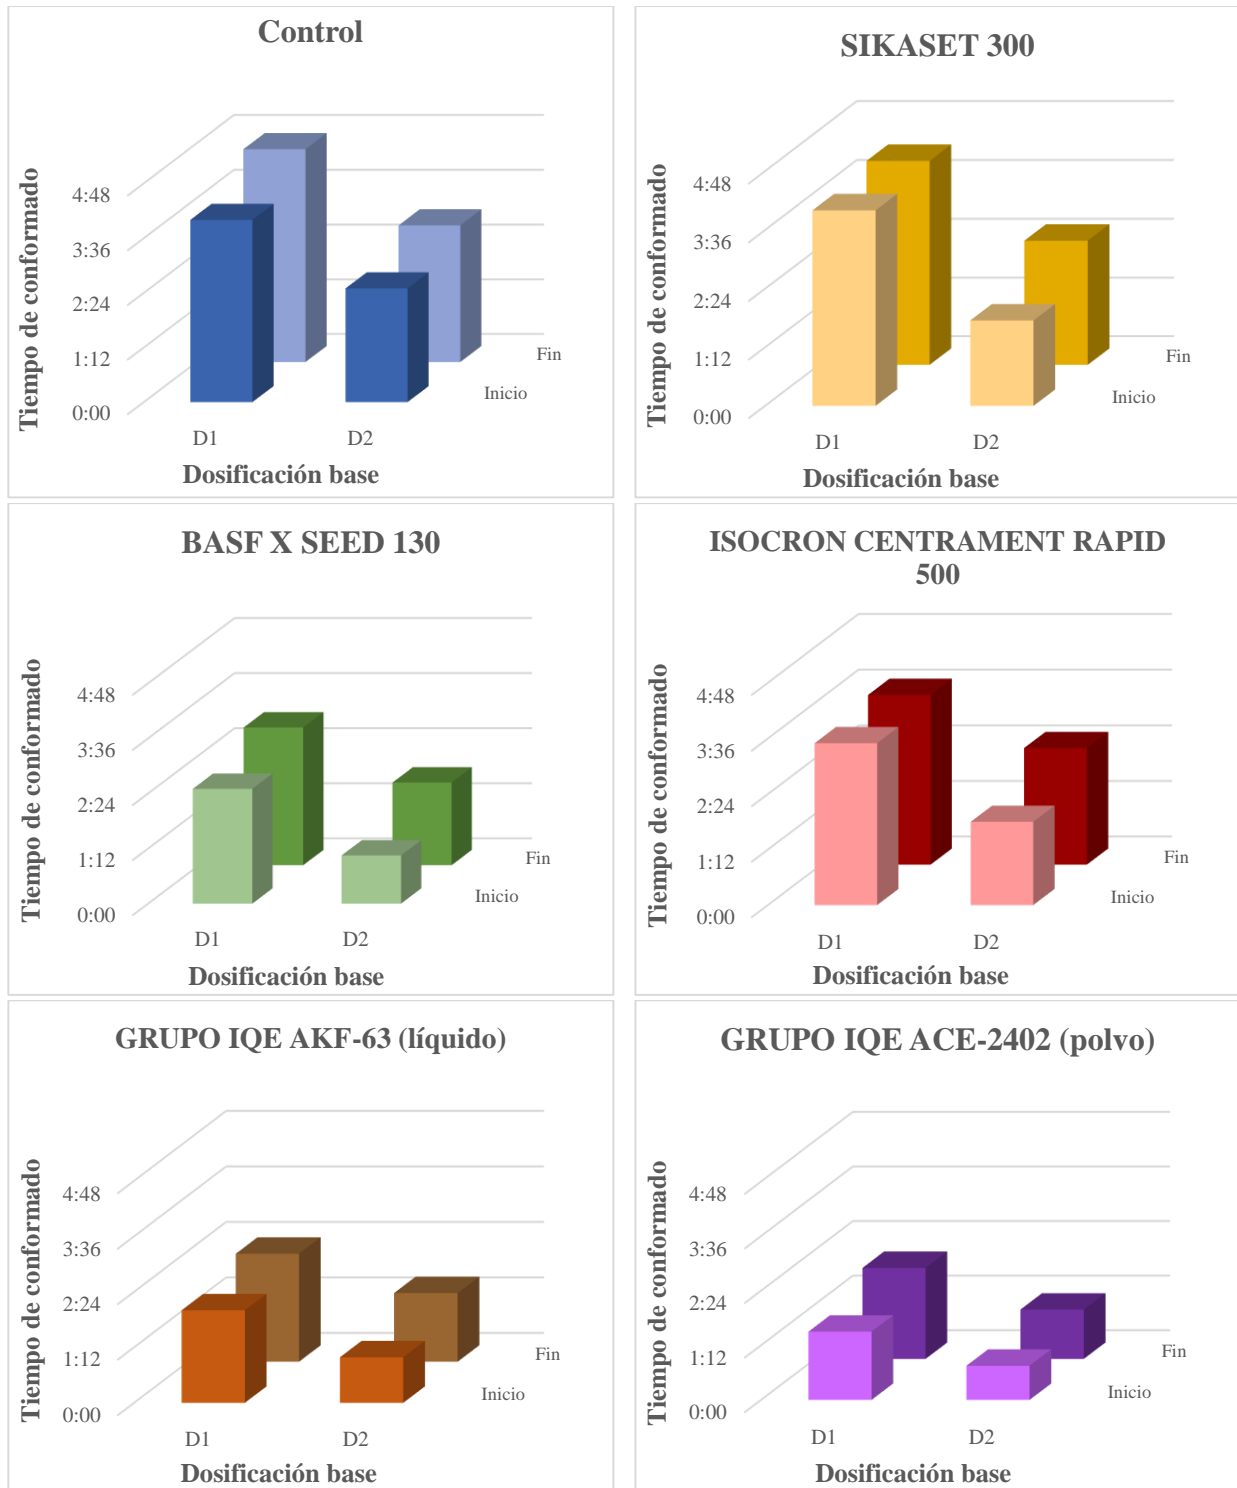 Control
Tiempo de conformado
4:48
3:36
2:24
1:12
0:00
D1
D2
Inicio
Fin
Dosificación base
SIKASET 300
Tiempo de conformado
4:48
3:36
2:24
1:12
0:00
D1
D2
Inicio
Fin
Dosificación base
BASF X SEED 130
Tiempo de conformado
4:48
3:36
2:24
1:12
0:00
D1
D2
Inicio
Fin
Dosificación base
ISOCRON CENTRAMENT RAPID
500
Tiempo de conformado
4:48
3:36
2:24
1:12
0:00
D1
D2
Inicio
Fin
Dosificación base
GRUPO IQE AKF-63 (líquido)
Tiempo de conformado
4:48
3:36
2:24
1:12
0:00
D1
D2
Inicio
Fin
Dosificación base
GRUPO IQE ACE-2402 (polvo)
Tiempo de conformado
4:48
3:36
2:24
1:12
0:00
D1
D2
Inicio
Fin
Dosificación base